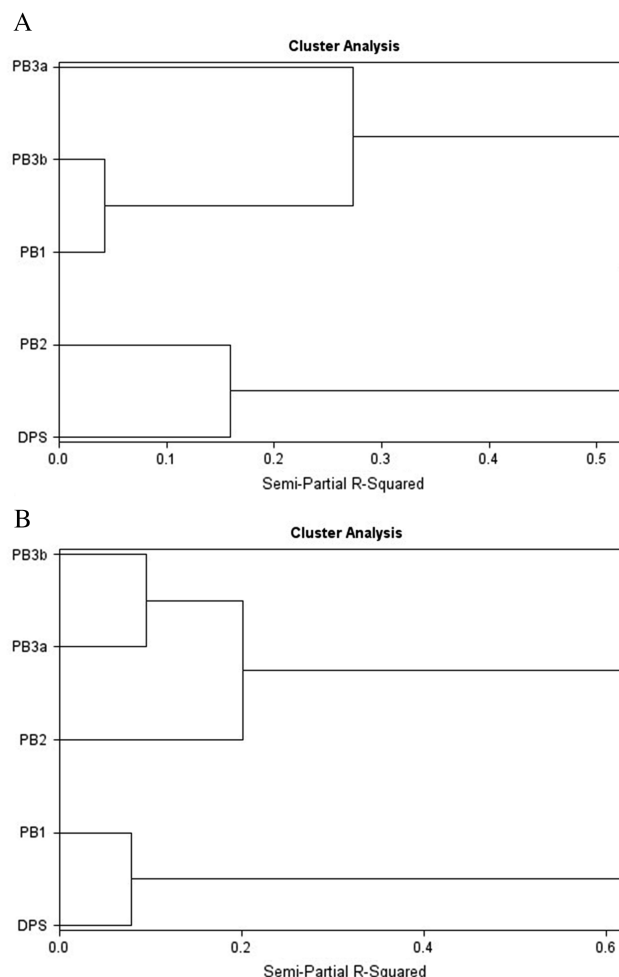 A
Cluster Analysis
PB3a
PB3b
PB1
PB2
DPS
0.0 0.1 0.2 0.3 0.4 0.5
Semi-Partial R-Squared
B
Cluster Analysis
PB3b
PB3a
PB2
PB1
DPS
0.0 0.2 0.4 0.6
Semi-Partial R-Squared